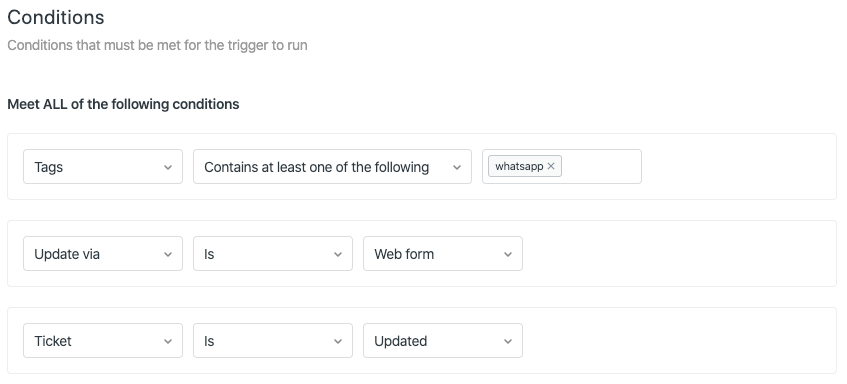 Conditions
Conditions that must be met for the trigger to run
Meet ALL of the following conditions
Tags Contains at least one of the following whatsapp ×
Update via Is Web form
Ticket Is Updated